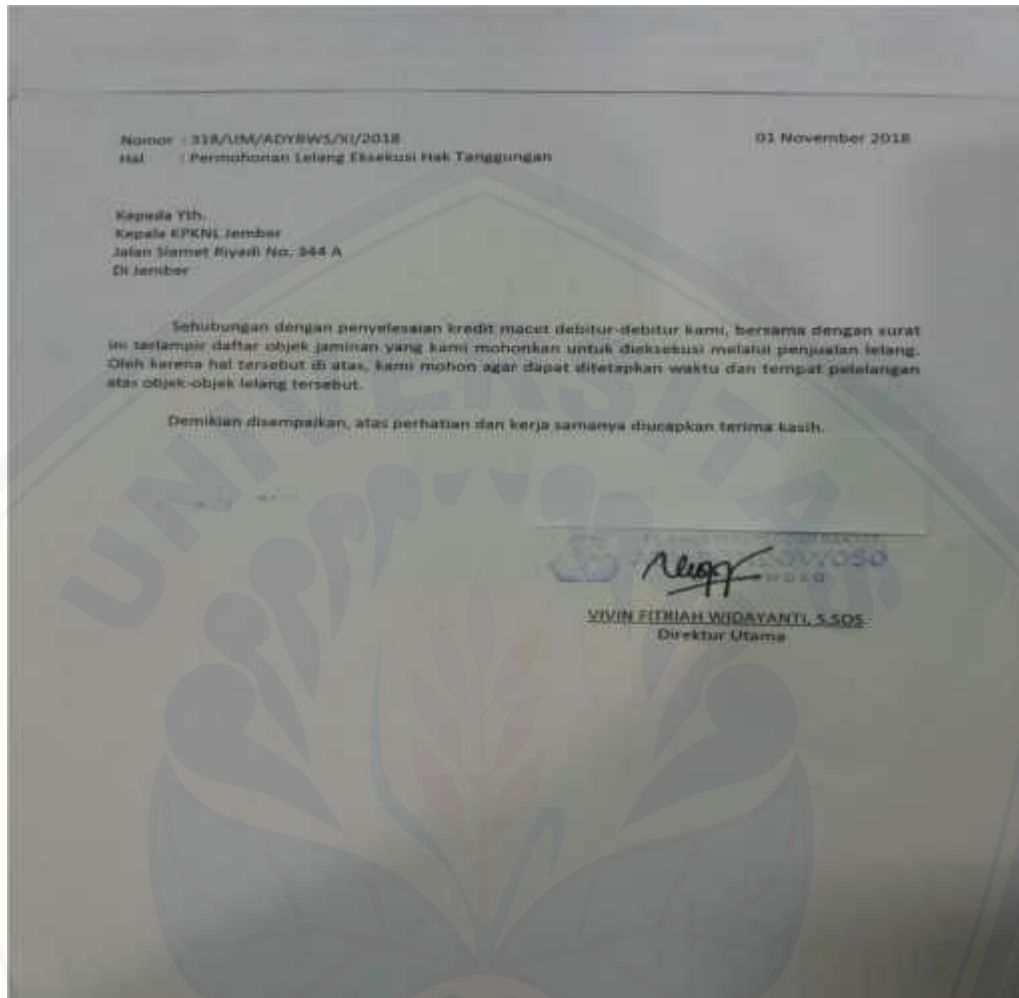 Nomor : 318/UM/ADYBWS/XI/2018 01 November 2018
Hal : Permohonan Lelang Eksekusi Hak Tanggungan
Kepada Yth.
Kepala KPKNL Jember
Jalan Slamet Riyadi No. 344 A
Di Jember
Sehubungan dengan penyelesaian kredit macet debitur-debitur kami, bersama dengan surat
ini terlampir daftar objek jaminan yang kami mohonkan untuk dieksekusi melalui penjualan lelang.
Oleh karena hal tersebut di atas, kami mohon agar dapat ditetapkan waktu dan tempat pelelangan
atas objek-objek lelang tersebut.
Demikian disampaikan, atas perhatian dan kerja samanya diucapkan terima kasih.
VIVIN FITRIAH WIDAYANTI, S.SOS
Direktur Utama
UNIVERSITAS